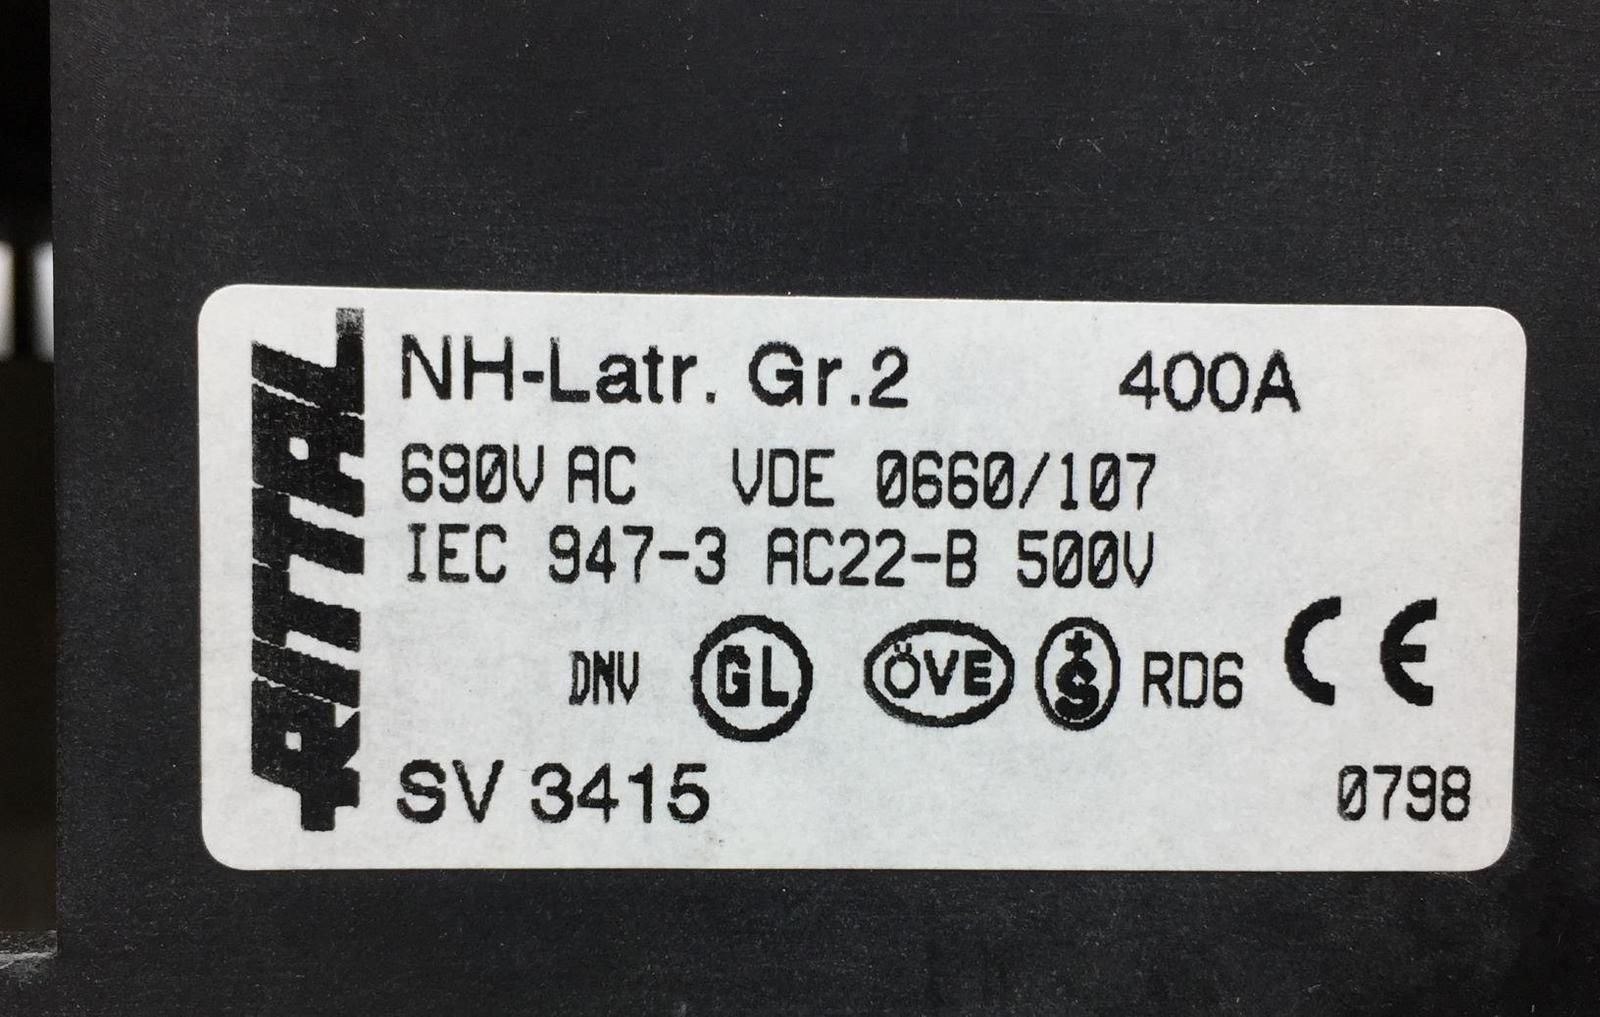 RITTAL
NH-Latr. Gr.2 400A
690V AC VDE 0660/107
IEC 947-3 AC22-B 500V
DNV GL ÖVE +S RD6 CE
SV 3415 0798